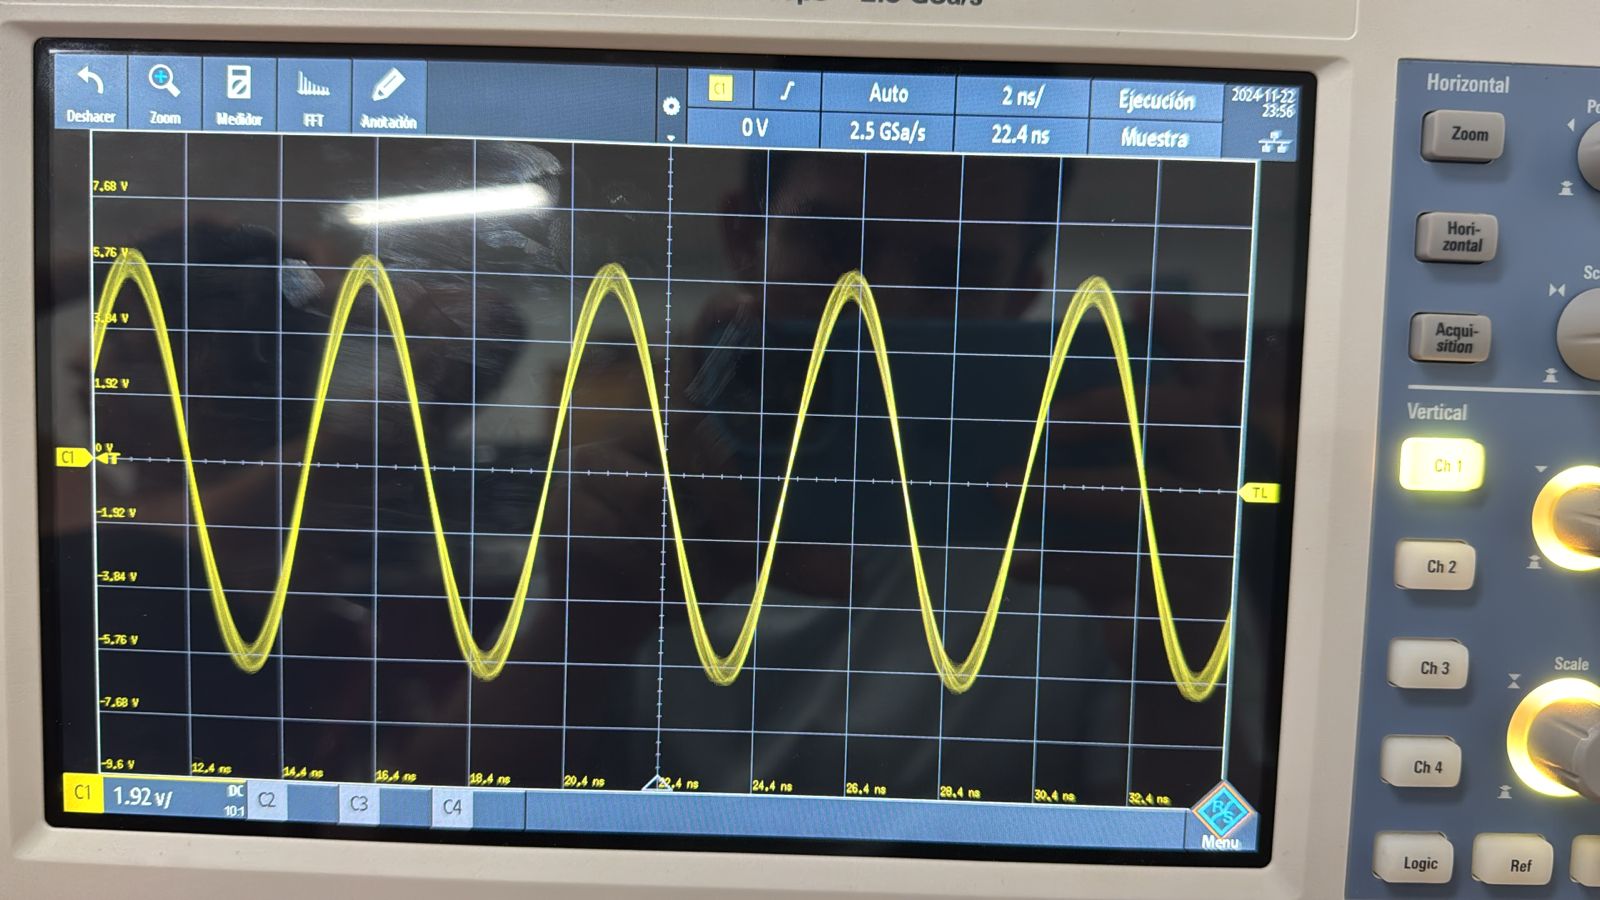 2.5 GSa/s
Deshacer
Zoom
Medidor
FFT
Anotación
C1
Auto
2 ns/
Ejecución
2024-11-22
23:56
0 V
2.5 GSa/s
22.4 ns
Muestra
7.68 V
5.76 V
3.84 V
1.92 V
0 V
C1
T
TL
-1.92 V
-3.84 V
-5.76 V
-7.68 V
-9.6 V
12.4 ns
14.4 ns
16.4 ns
18.4 ns
20.4 ns
22.4 ns
24.4 ns
26.4 ns
28.4 ns
30.4 ns
32.4 ns
C1
1.92 V/
DC
10:1
C2
C3
C4
R/S
Menu
Horizontal
Zoom
Hori-
zontal
Acqui-
sition
Vertical
Ch 1
Ch 2
Ch 3
Scale
Ch 4
Logic
Ref